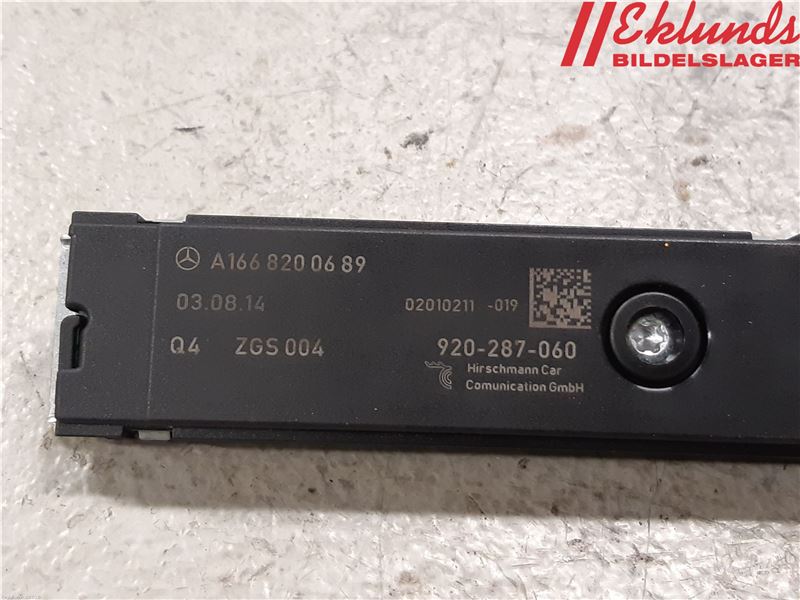 Eklunds
BILDELSLAGER
A166 820 06 89
03.08.14
02010211 -019
Q4 ZGS 004
920-287-060
Hirschmann Car
Comunication GmbH